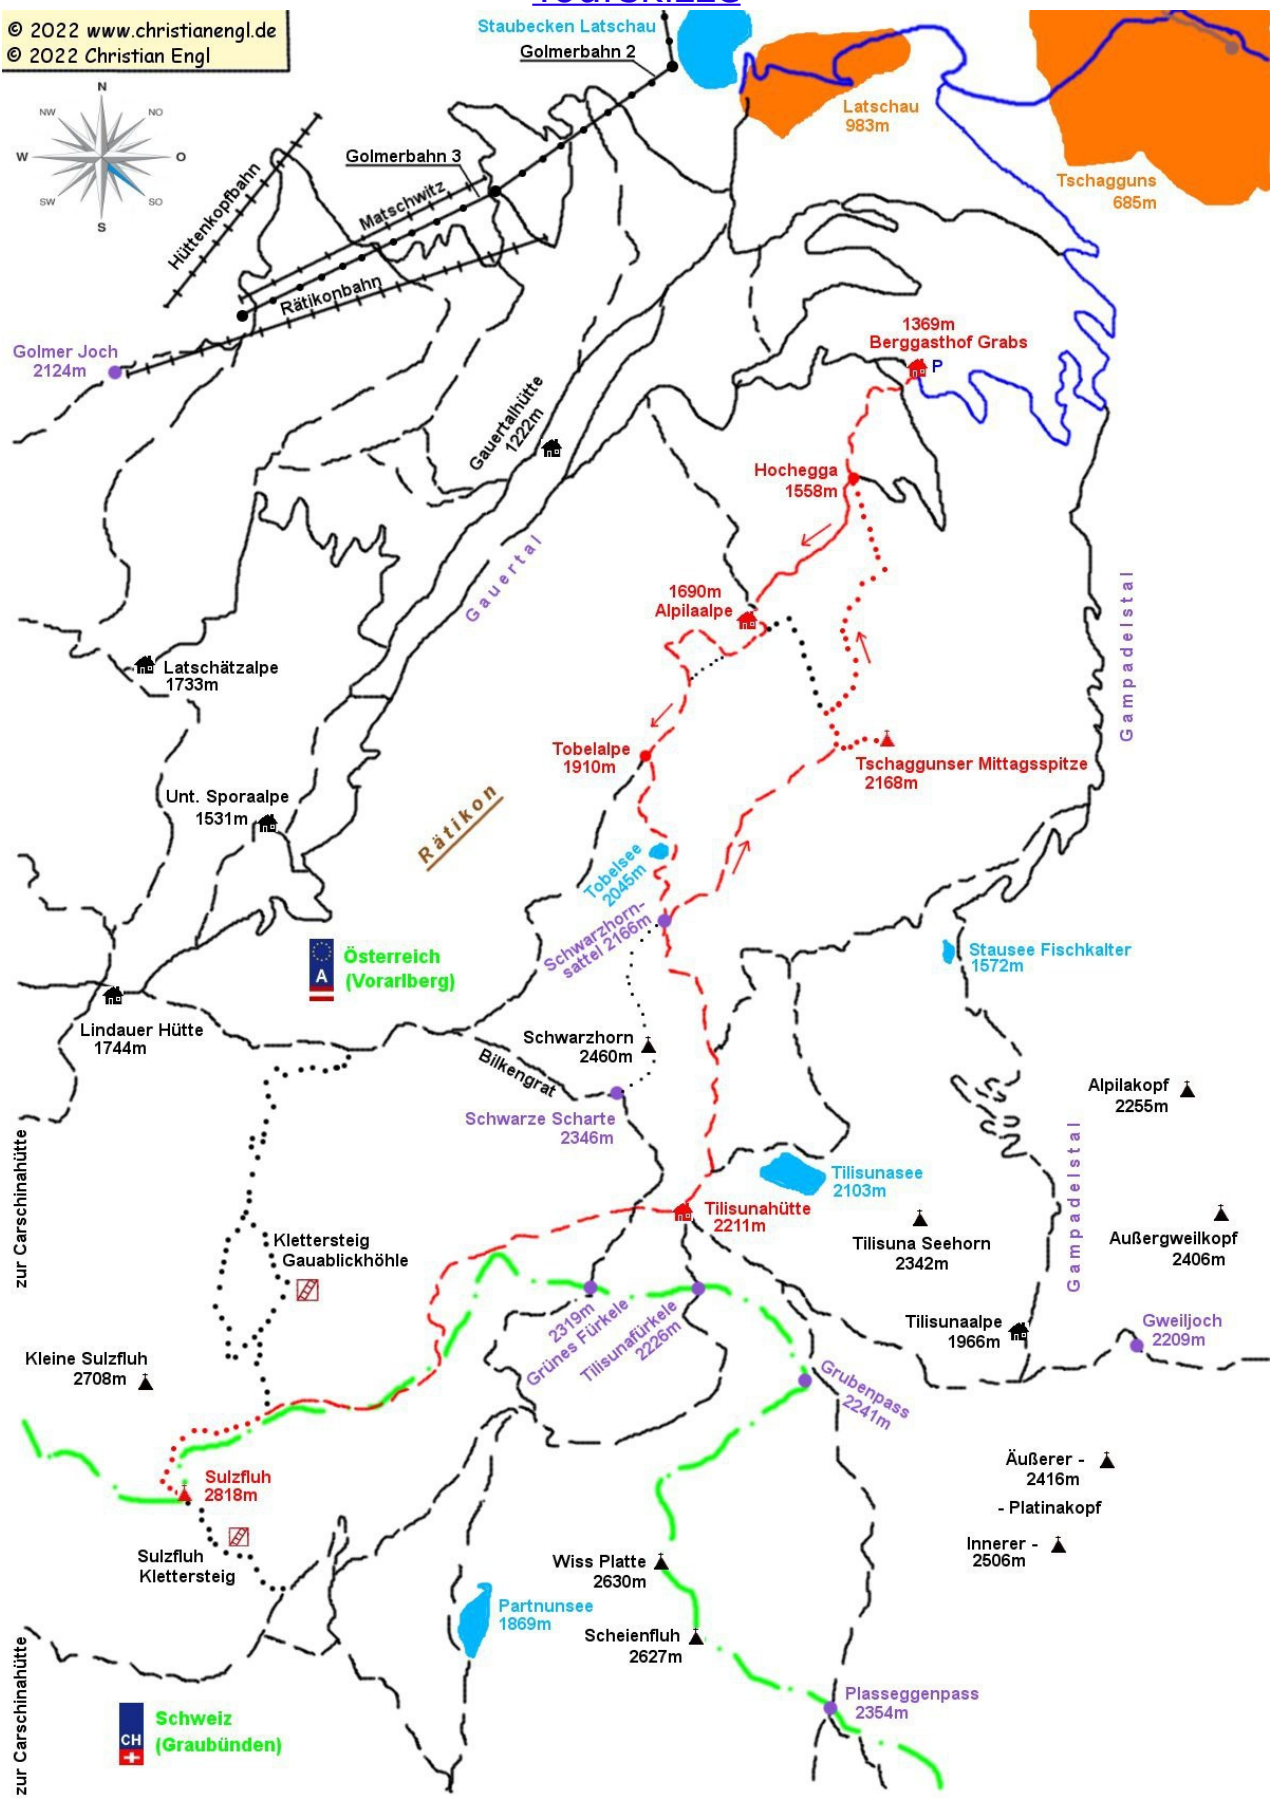 Tourskizze
© 2022 www.christianengl.de
© 2022 Christian Engl
N
NW
NO
W
O
SW
SO
S
Staubecken Latschau
Golmerbahn 2
Latschau
983m
Tschagguns
685m
Golmerbahn 3
Matschwitz
Hüttenkopfbahn
Rätikonbahn
Golmer Joch
2124m
1369m
Berggasthof Grabs
P
Gauertalhütte
1222m
Hochegga
1558m
Gauertal
Gampadelstal
1690m
Alpilaalpe
Latschätzalpe
1733m
Tobelalpe
1910m
Tschaggunser Mittagsspitze
2168m
Unt. Sporaalpe
1531m
Rätikon
Tobelsee
2045m
Schwarzhorn-
sattel 2166m
A
Österreich
(Vorarlberg)
Stausee Fischkalter
1572m
Lindauer Hütte
1744m
Schwarzhorn
2460m
Bilkengrat
Schwarze Scharte
2346m
Alpilakopf
2255m
zur Carschinahütte
Gampadelstal
Tilisunasee
2103m
Tilisunahütte
2211m
Tilisuna Seehorn
2342m
Außergweilkopf
2406m
Klettersteig
Gauablickhöhle
2319m
Grünes Fürkele
Tilisunafürkele
2226m
Tilisunaalpe
1966m
Gweiljoch
2209m
Kleine Sulzfluh
2708m
Grubenpass
2241m
Äußerer -
2416m
- Platinakopf
Innerer -
2506m
Sulzfluh
2818m
Sulzfluh
Klettersteig
Wiss Platte
2630m
Partnunsee
1869m
Scheienfluh
2627m
zur Carschinahütte
Plasseggenpass
2354m
CH
Schweiz
(Graubünden)